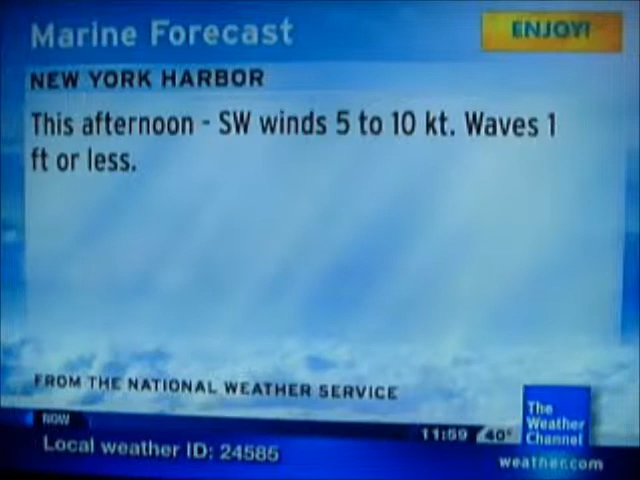 Marine Forecast
ENJOY!
NEW YORK HARBOR
This afternoon - SW winds 5 to 10 kt. Waves 1
ft or less.
FROM THE NATIONAL WEATHER SERVICE
NOW
11:59 40°
The
Weather
Channel
Local weather ID: 24585
weather.com